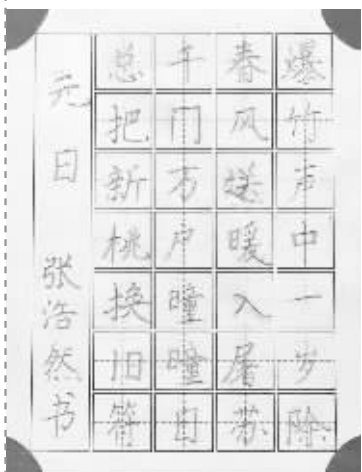 爆竹声中一岁除
春风送暖入屠苏
千门万户曈曈日
总把新桃换旧符
元日 张浩然书